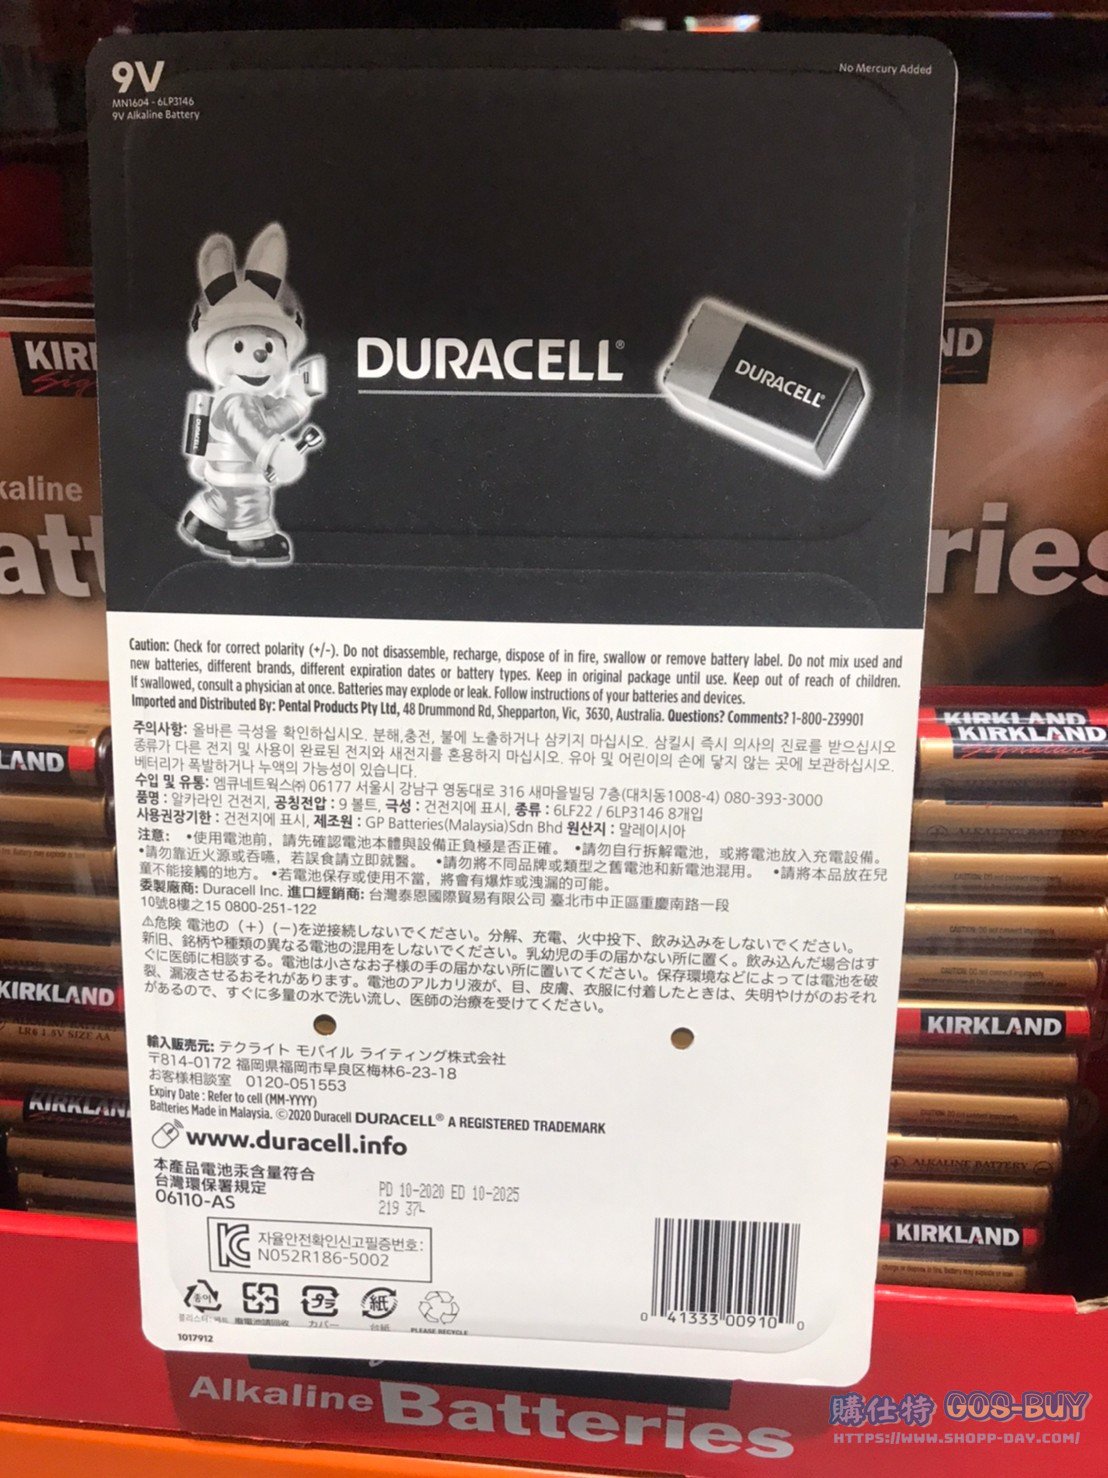 9V
MN1604 - 6LP3146
9V Alkaline Battery
No Mercury Added
DURACELL®
DURACELL®
DURACELL
Caution: Check for correct polarity (+/-). Do not disassemble, recharge, dispose of in fire, swallow or remove battery label. Do not mix used and
new batteries, different brands, different expiration dates or battery types. Keep in original package until use. Keep out of reach of children.
If swallowed, consult a physician at once. Batteries may explode or leak. Follow instructions of your batteries and devices.
Imported and Distributed By: Pental Products Pty Ltd, 48 Drummond Rd, Shepparton, Vic, 3630, Australia. Questions? Comments? 1-800-239901
주의사항: 올바른 극성을 확인하십시오. 분해,충전, 불에 노출하거나 삼키지 마십시오. 삼킬시 즉시 의사의 진료를 받으십시오
종류가 다른 전지 및 사용이 완료된 전지와 새전지를 혼용하지 마십시오. 유아 및 어린이의 손에 닿지 않는 곳에 보관하십시오.
베터리가 폭발하거나 누액의 가능성이 있습니다.
수입 및 유통: 엠큐네트웍스㈜ 06177 서울시 강남구 영동대로 316 새마을빌딩 7층(대치동1008-4) 080-393-3000
품명 : 알카라인 건전지, 공칭전압 : 9 볼트, 극성 : 건전지에 표시, 종류 : 6LF22 / 6LP3146 8개입
사용권장기한 : 건전지에 표시, 제조원 : GP Batteries(Malaysia)Sdn Bhd 원산지 : 말레이시아
注意: •使用電池前，請先確認電池本體與設備正負極是否正確。 •請勿自行拆解電池，或將電池放入充電設備。
•請勿靠近火源或吞嚥，若誤食請立即就醫。 •請勿將不同品牌或類型之舊電池和新電池混用。 •請將本品放在兒
童不能接觸的地方。 •若電池保存或使用不當，將會有爆炸或洩漏的可能。
委製廠商: Duracell Inc. 進口經銷商: 台灣泰恩國際貿易有限公司 臺北市中正區重慶南路一段
10號8樓之15 0800-251-122
⚠危険 電池の（+）（−）を逆接続しないでください。分解、充電、火中投下、飲み込みをしないでください。
新旧、銘柄や種類の異なる電池の混用をしないでください。乳幼児の手の届かない所に置く。飲み込んだ場合はす
ぐに医師に相談する。電池は小さなお子様の手の届かない所に置いてください。保存環境などによっては電池を破
裂、漏液させるおそれがあります。電池のアルカリ液が、目、皮膚、衣服に付着したときは、失明やけがのおそれ
があるので、すぐに多量の水で洗い流し、医師の治療を受けてください。
輸入販売元: テクライト モバイル ライティング株式会社
〒814-0172 福岡県福岡市早良区梅林6-23-18
お客様相談室 0120-051553
Expiry Date : Refer to cell (MM-YYYY)
Batteries Made in Malaysia. ©2020 Duracell DURACELL® A REGISTERED TRADEMARK
www.duracell.info
本產品電池汞含量符合
台灣環保署規定
06110-AS
PD 10-2020 ED 10-2025
219 37L
자율안전확인신고필증번호:
N052R186-5002
종이
プラ
紙
カバー
台紙
PLEASE RECYCLE
0 41333 00910 0
1017912
KIRKLAND
KIRKLAND
KIRKLAND
KIRKLAND
KIRKLAND
LR6 1.5V SIZE AA
ALKALINE BATTERY
Alkaline Batteries
購仕特 GOS-BUY
HTTPS://WWW.SHOPP-DAY.COM/